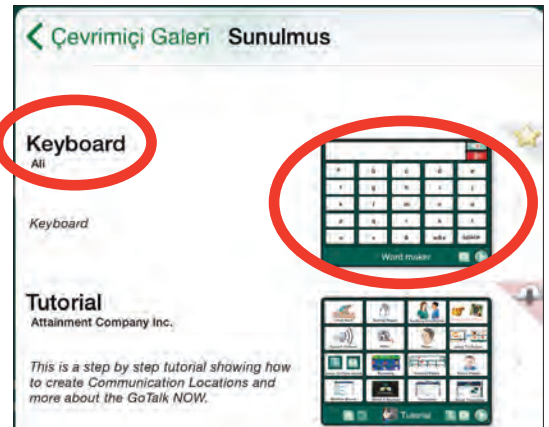 Çevrimiçi Galeri Sunulmus
Keyboard
Ali
Keyboard
Word maker
Tutorial
Attainment Company Inc.
This is a step by step tutorial showing how
to create Communication Locations and
more about the GoTalk NOW.
Tutorial